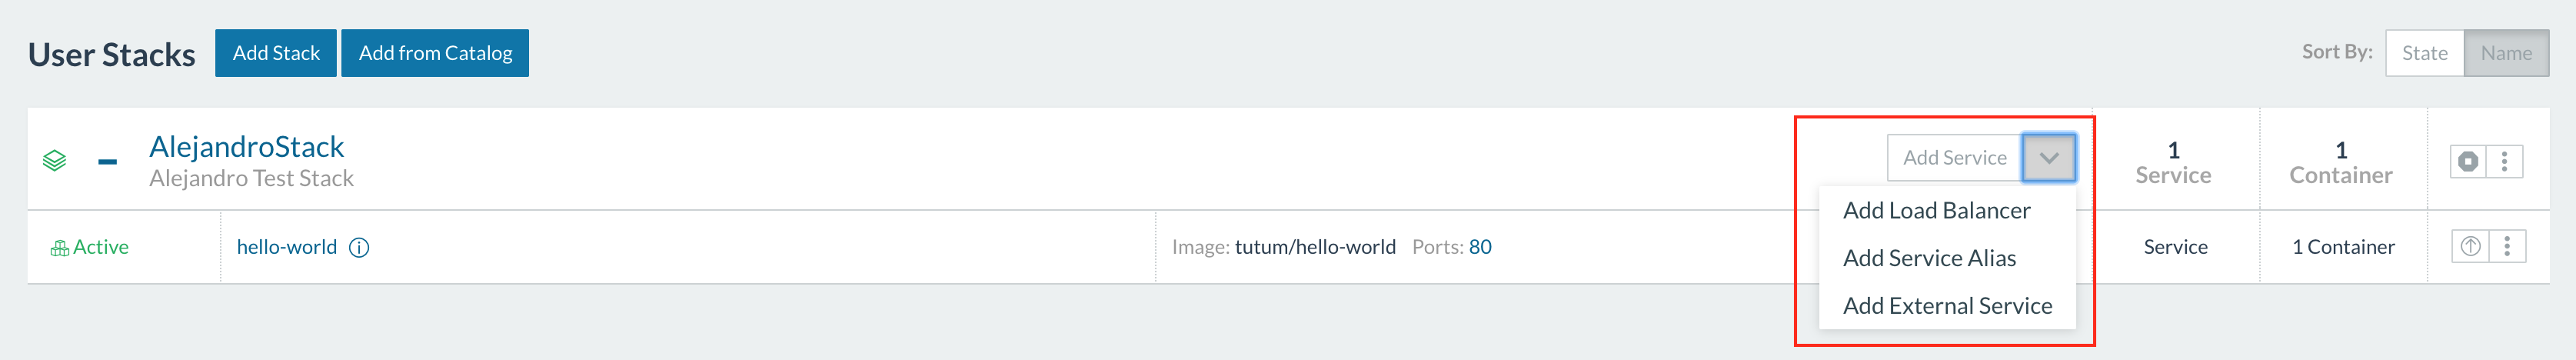 User Stacks Add Stack Add from Catalog Sort By: State Name
AlejandroStack
Alejandro Test Stack
Add Service
1 Service
1 Container
Add Load Balancer
Add Service Alias
Add External Service
Active hello-world Image: tutum/hello-world Ports: 80 Service 1 Container